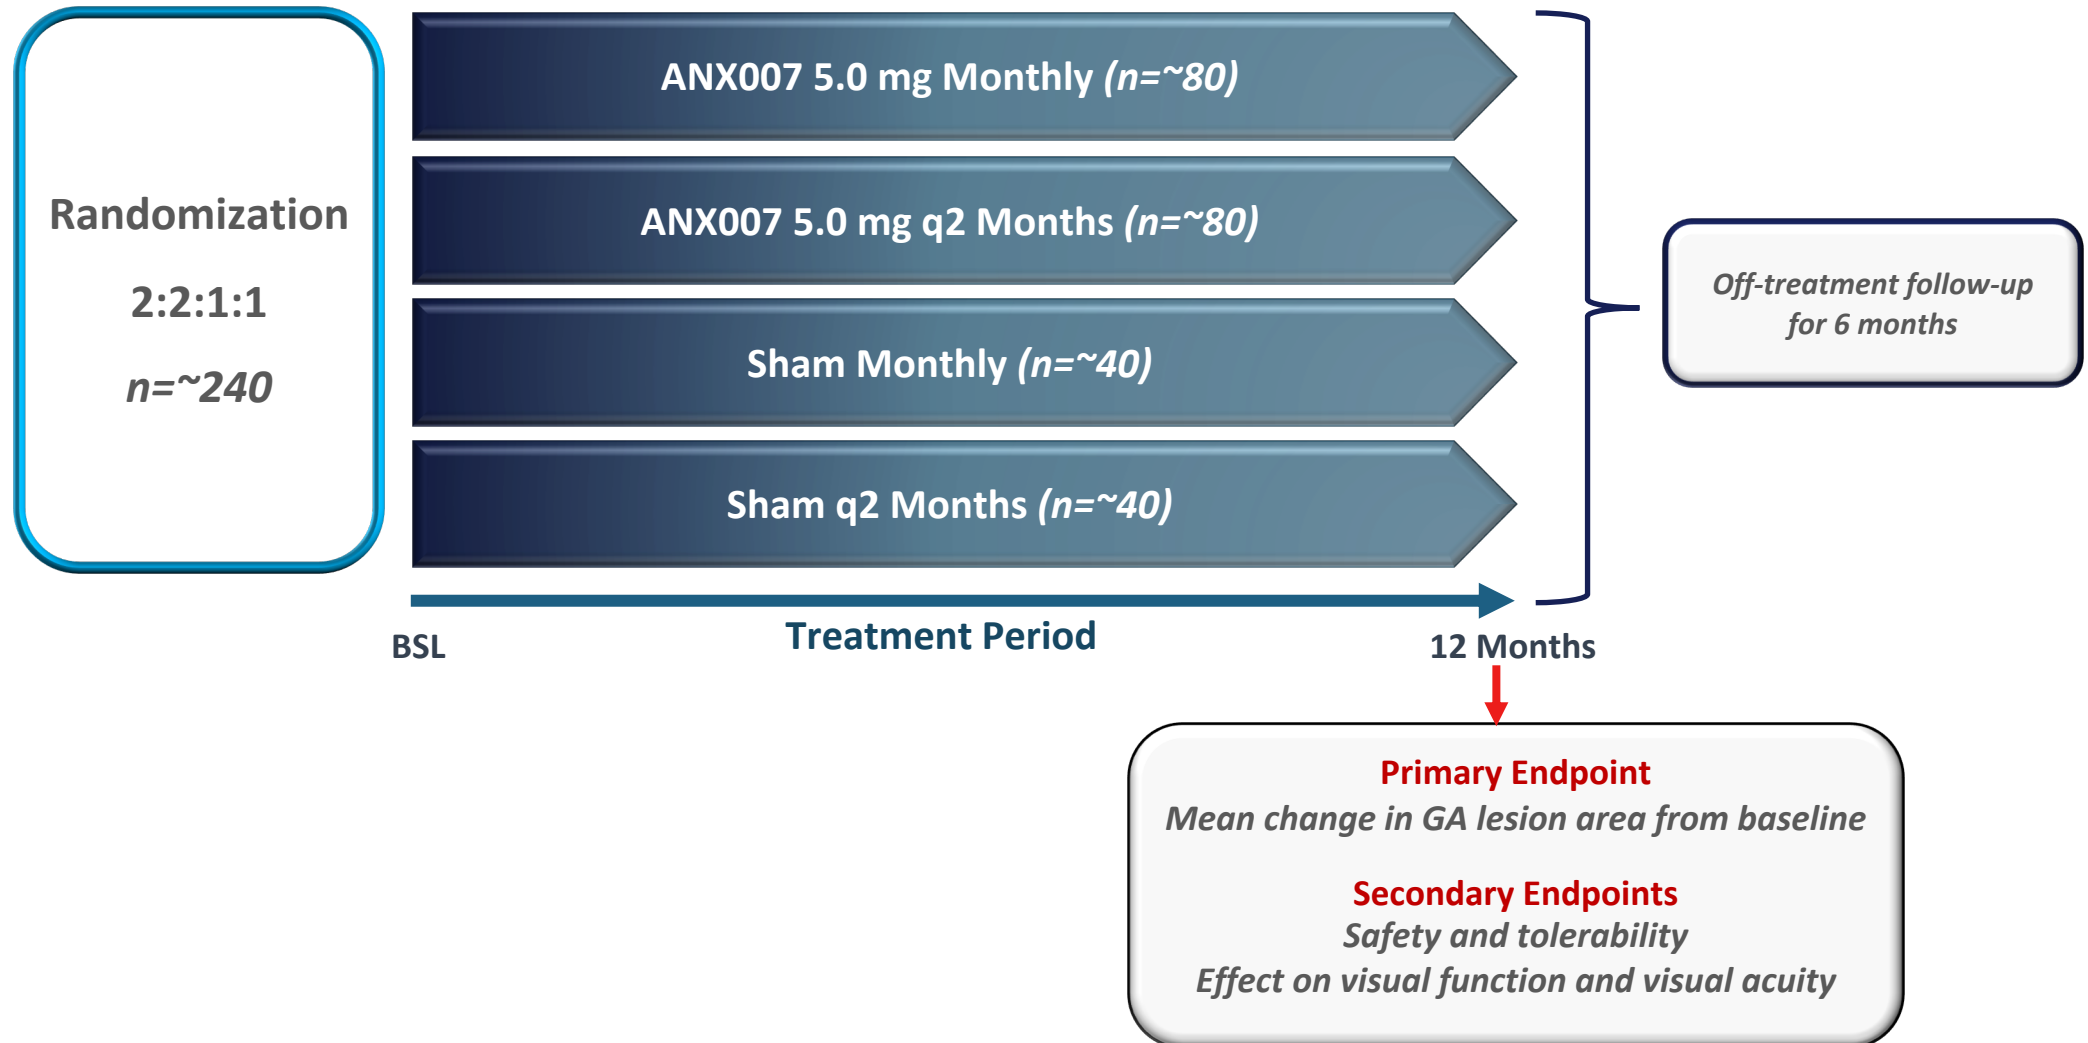 Randomization
2:2:1:1
n=~240
ANX007 5.0 mg Monthly (n=~80)
ANX007 5.0 mg q2 Months (n=~80)
Sham Monthly (n=~40)
Sham q2 Months (n=~40)
Off-treatment follow-up
for 6 months
BSL
Treatment Period
12 Months
Primary Endpoint
Mean change in GA lesion area from baseline
Secondary Endpoints
Safety and tolerability
Effect on visual function and visual acuity